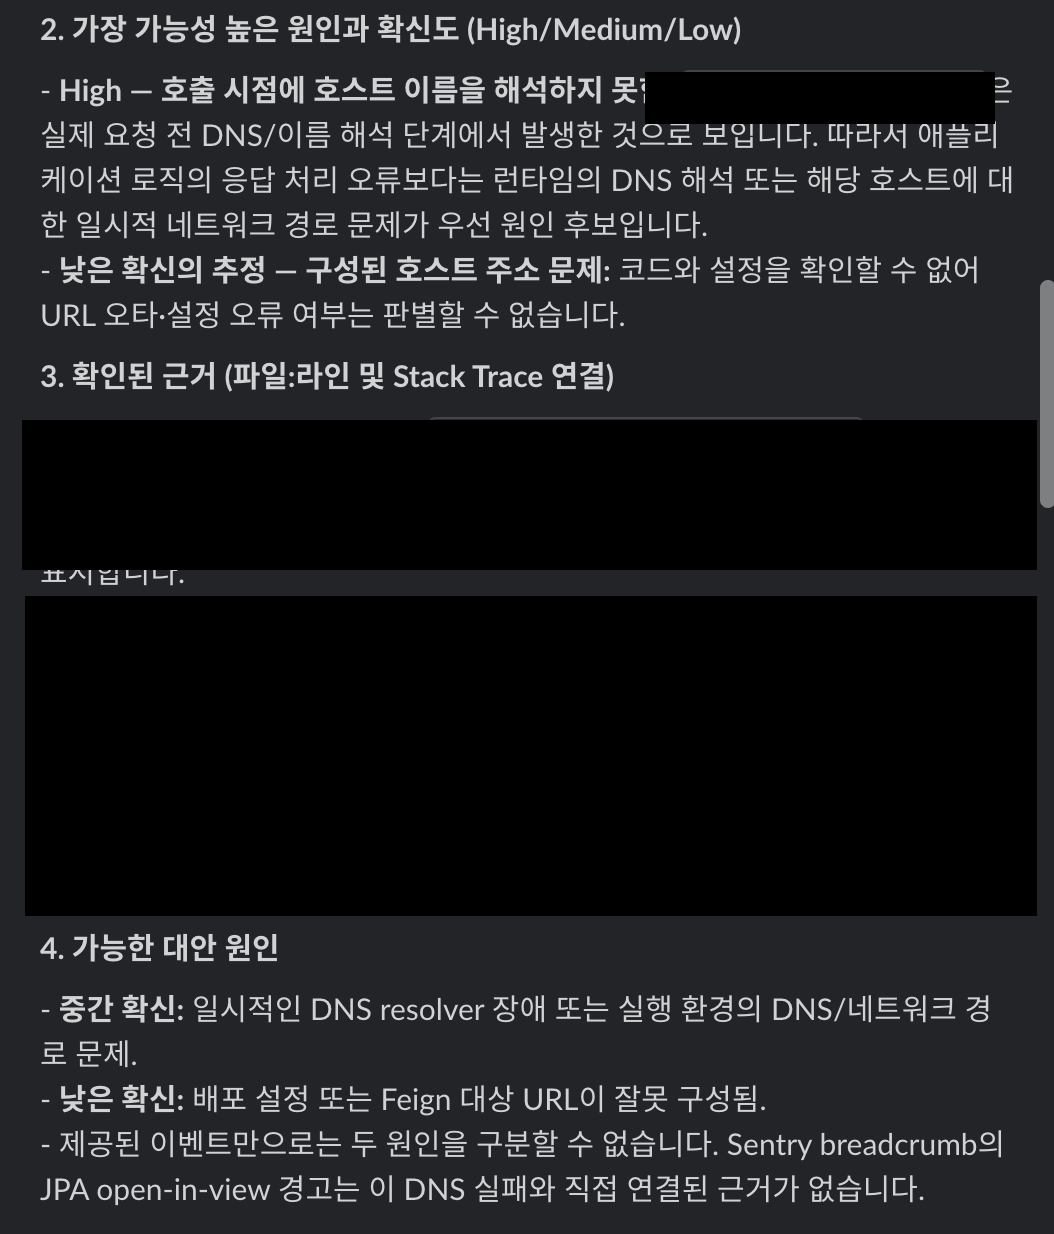 2. 가장 가능성 높은 원인과 확신도 (High/Medium/Low)
- High — 호출 시점에 호스트 이름을 해석하지 은
실제 요청 전 DNS/이름 해석 단계에서 발생한 것으로 보입니다. 따라서 애플리
케이션 로직의 응답 처리 오류보다는 런타임의 DNS 해석 또는 해당 호스트에 대
한 일시적 네트워크 경로 문제가 우선 원인 후보입니다.
- 낮은 확신의 추정 — 구성된 호스트 주소 문제: 코드와 설정을 확인할 수 없어
URL 오타·설정 오류 여부는 판별할 수 없습니다.
3. 확인된 근거 (파일:라인 및 Stack Trace 연결)
표시입니다.
4. 가능한 대안 원인
- 중간 확신: 일시적인 DNS resolver 장애 또는 실행 환경의 DNS/네트워크 경
로 문제.
- 낮은 확신: 배포 설정 또는 Feign 대상 URL이 잘못 구성됨.
- 제공된 이벤트만으로는 두 원인을 구분할 수 없습니다. Sentry breadcrumb의
JPA open-in-view 경고는 이 DNS 실패와 직접 연결된 근거가 없습니다.